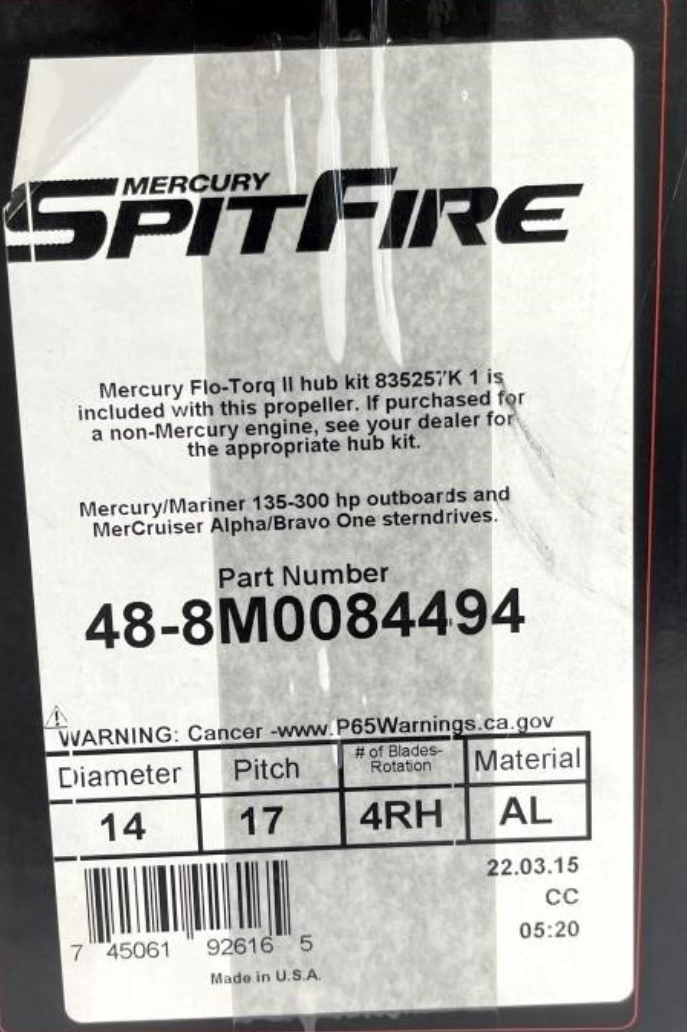 MERCURY
SPITFIRE
Mercury Flo-Torq II hub kit 835257K 1 is
included with this propeller. If purchased for
a non-Mercury engine, see your dealer for
the appropriate hub kit.
Mercury/Mariner 135-300 hp outboards and
MerCruiser Alpha/Bravo One sterndrives.
Part Number
48-8M0084494
WARNING: Cancer -www.P65Warnings.ca.gov
Diameter Pitch # of Blades- Material
Rotation
14 17 4RH AL
22.03.15
CC
05:20
7 45061 92616 5
Made in U.S.A.